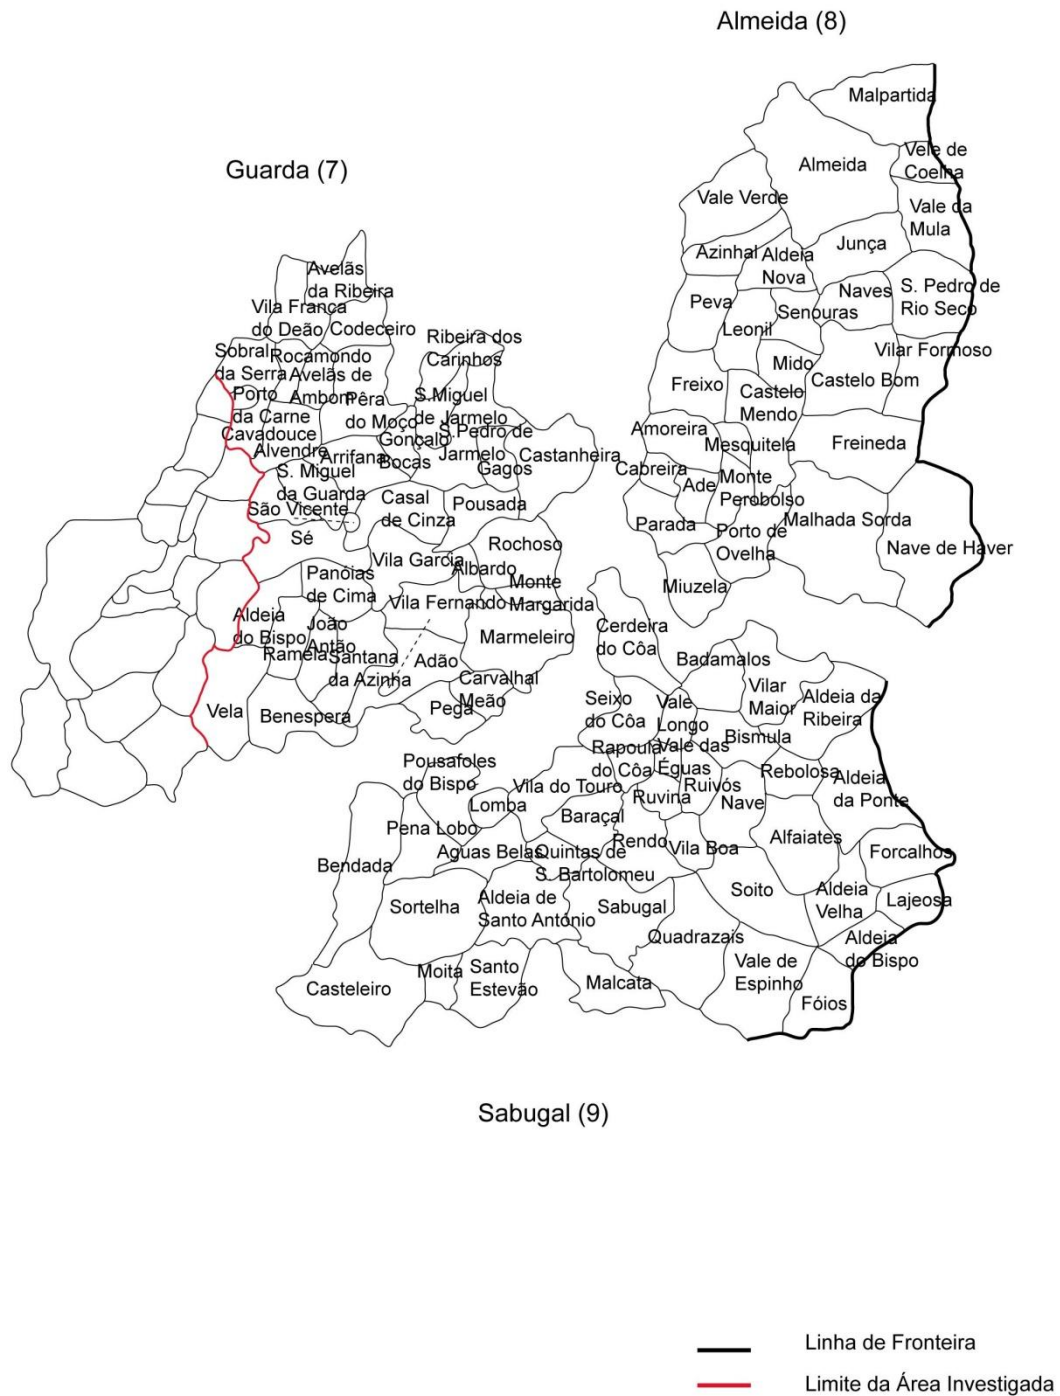 Almeida (8)
Malpartida
Vele de
Coelha
Almeida
Vale Verde
Vale da
Mula
Junça
Azinhal
Aldeia
Nova
Naves
S. Pedro de
Rio Seco
Peva
Senouras
Leonil
Vilar Formoso
Mido
Castelo Bom
Freixo
Castelo
Mendo
Amoreira
Mesquitela
Freineda
Cabreira
Ade
Monte
Perobolso
Parada
Porto de
Ovelha
Malhada Sorda
Nave de Haver
Miuzela
Guarda (7)
Avelãs
da Ribeira
Vila Franca
do Deão
Codeceiro
Ribeira dos
Carinhos
Sobral
da Serra
Rocamondo
Avelãs de
Ambom
Porto
da Carne
Pêra
do Moço
S.Miguel
de Jarmelo
Cavadouce
Alvendre
Arrifana
Gonçalo
Bocas
S.Pedro de
Jarmelo
Gagos
Castanheira
S. Miguel
da Guarda
São Vicente
Sé
Casal
de Cinza
Pousada
Rochoso
Vila Garcia
Albardo
Monte
Margarida
Panóias
de Cima
Vila Fernando
Aldeia
do Bispo
João
Antão
Marmeleiro
Ramela
Santana
da Azinha
Adão
Carvalhal
Meão
Vela
Benespera
Pega
Cerdeira
do Côa
Badamalos
Vilar
Maior
Aldeia da
Ribeira
Seixo
do Côa
Vale
Longo
Bismula
Rapoula
do Côa
Vale das
Éguas
Pousafoles
do Bispo
Vila do Touro
Ruvina
Ruivós
Nave
Rebolosa
Aldeia
da Ponte
Lomba
Baraçal
Pena Lobo
Rendo
Vila Boa
Alfaiates
Forcalhos
Bendada
Aguas Belas
Quintas de
S. Bartolomeu
Soito
Aldeia
Velha
Lajeosa
Sortelha
Aldeia de
Santo António
Sabugal
Quadrazais
Aldeia
do Bispo
Casteleiro
Moita
Santo
Estevão
Malcata
Vale de
Espinho
Fóios
Sabugal (9)
Linha de Fronteira
Limite da Área Investigada